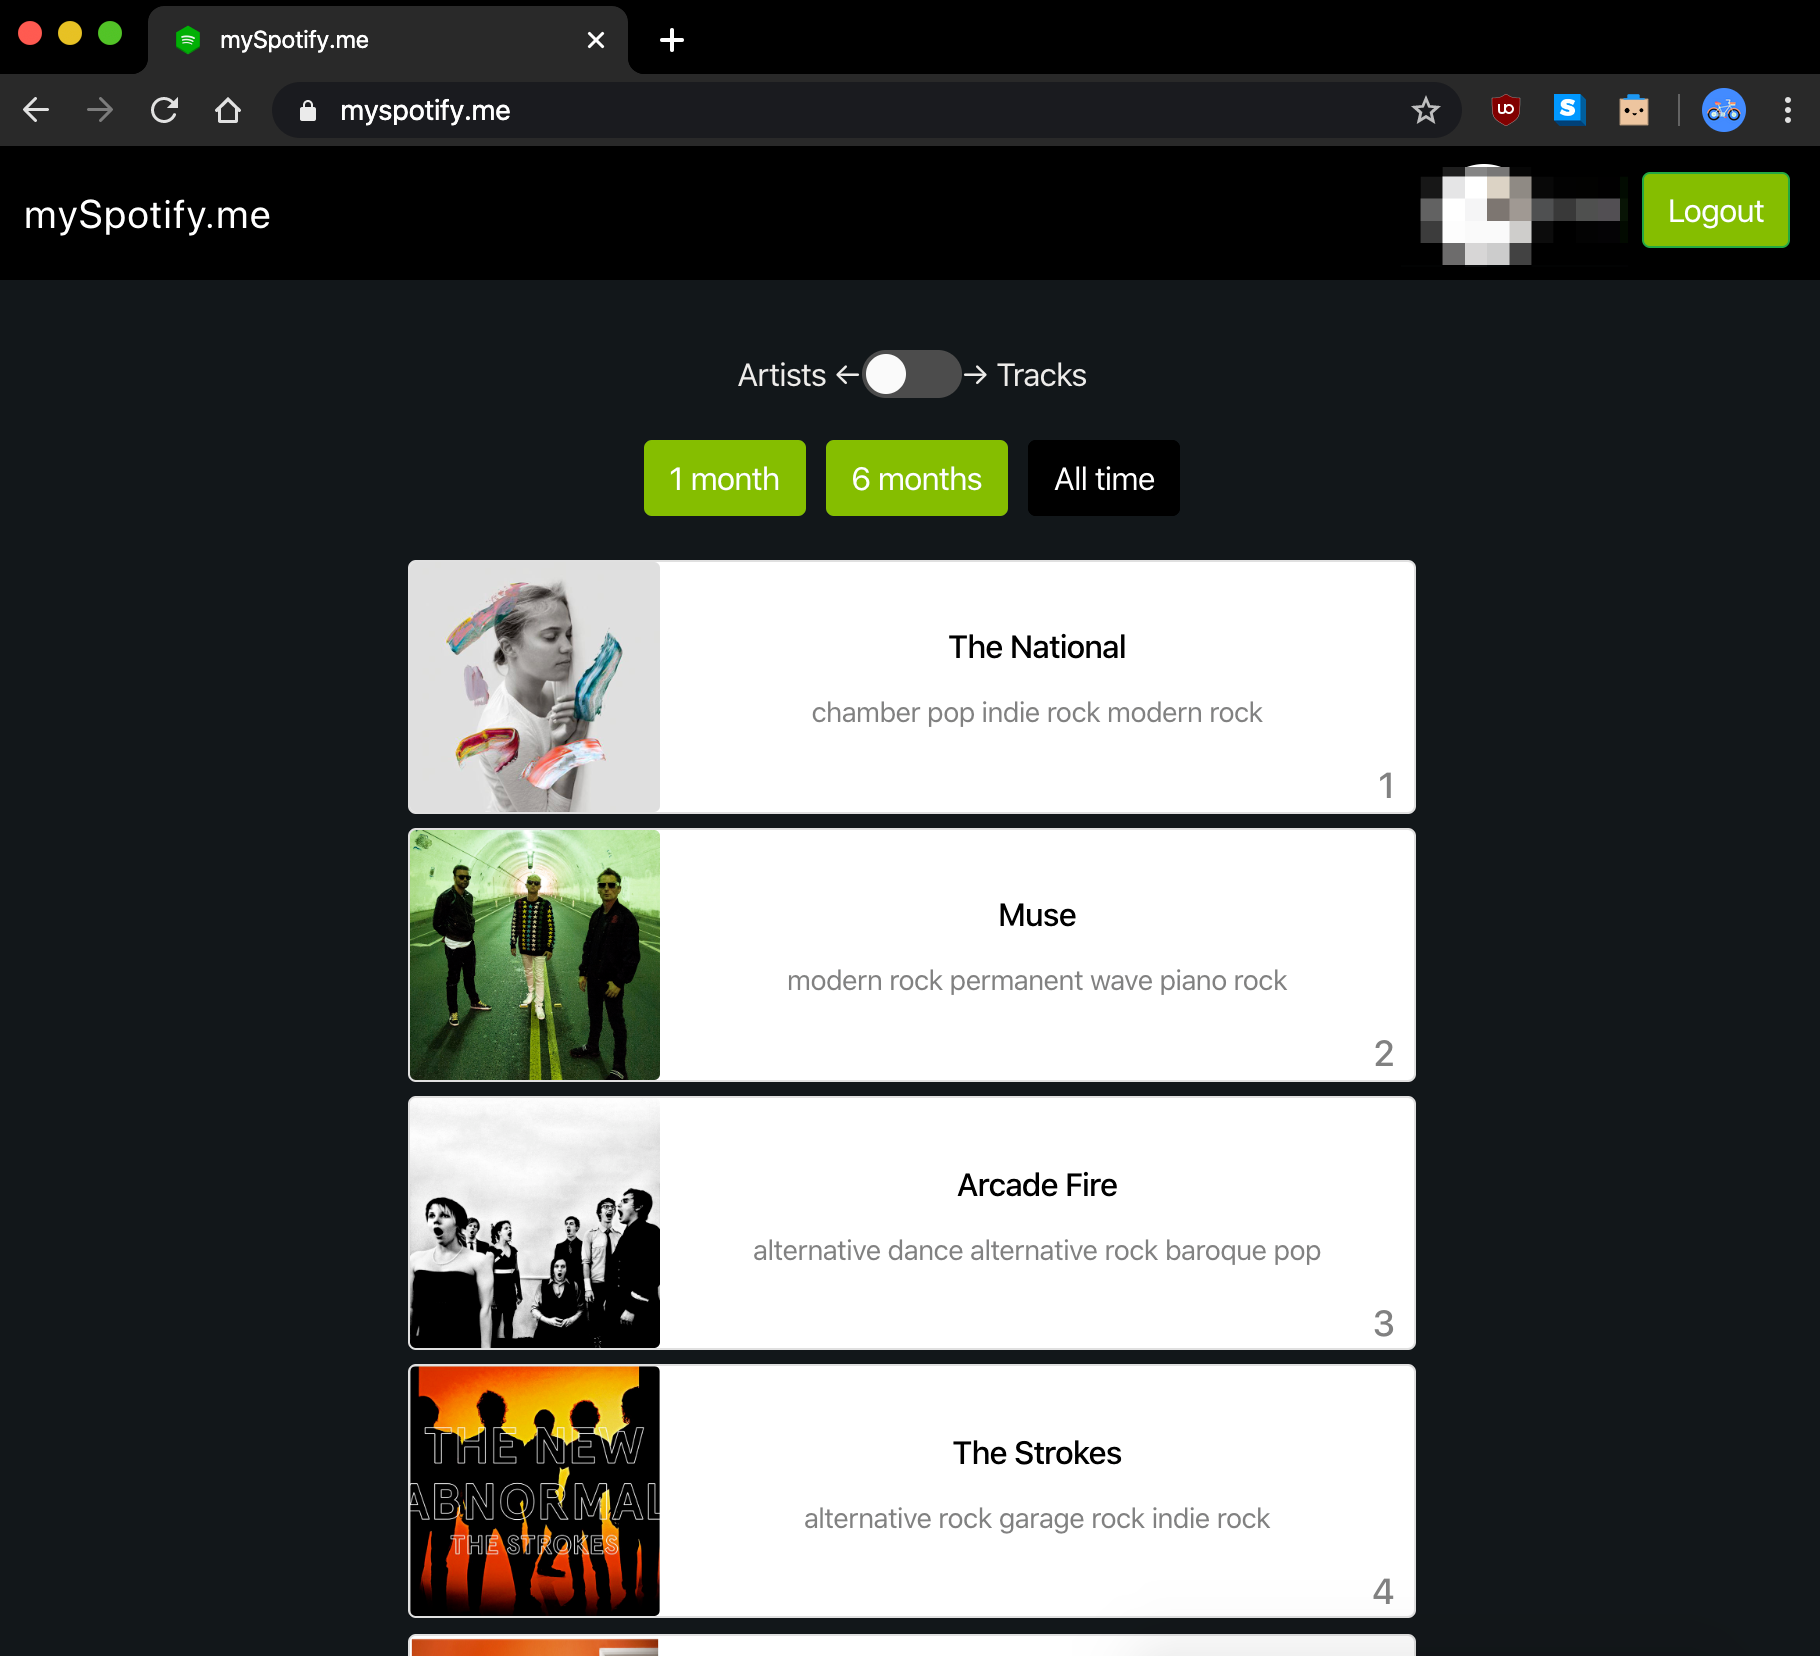 mySpotify.me
myspotify.me
mySpotify.me
Logout
Artists ← → Tracks
1 month 6 months All time
The National
chamber pop indie rock modern rock
1
Muse
modern rock permanent wave piano rock
2
Arcade Fire
alternative dance alternative rock baroque pop
3
THE NEW
ABNORMAL
THE STROKES
The Strokes
alternative rock garage rock indie rock
4